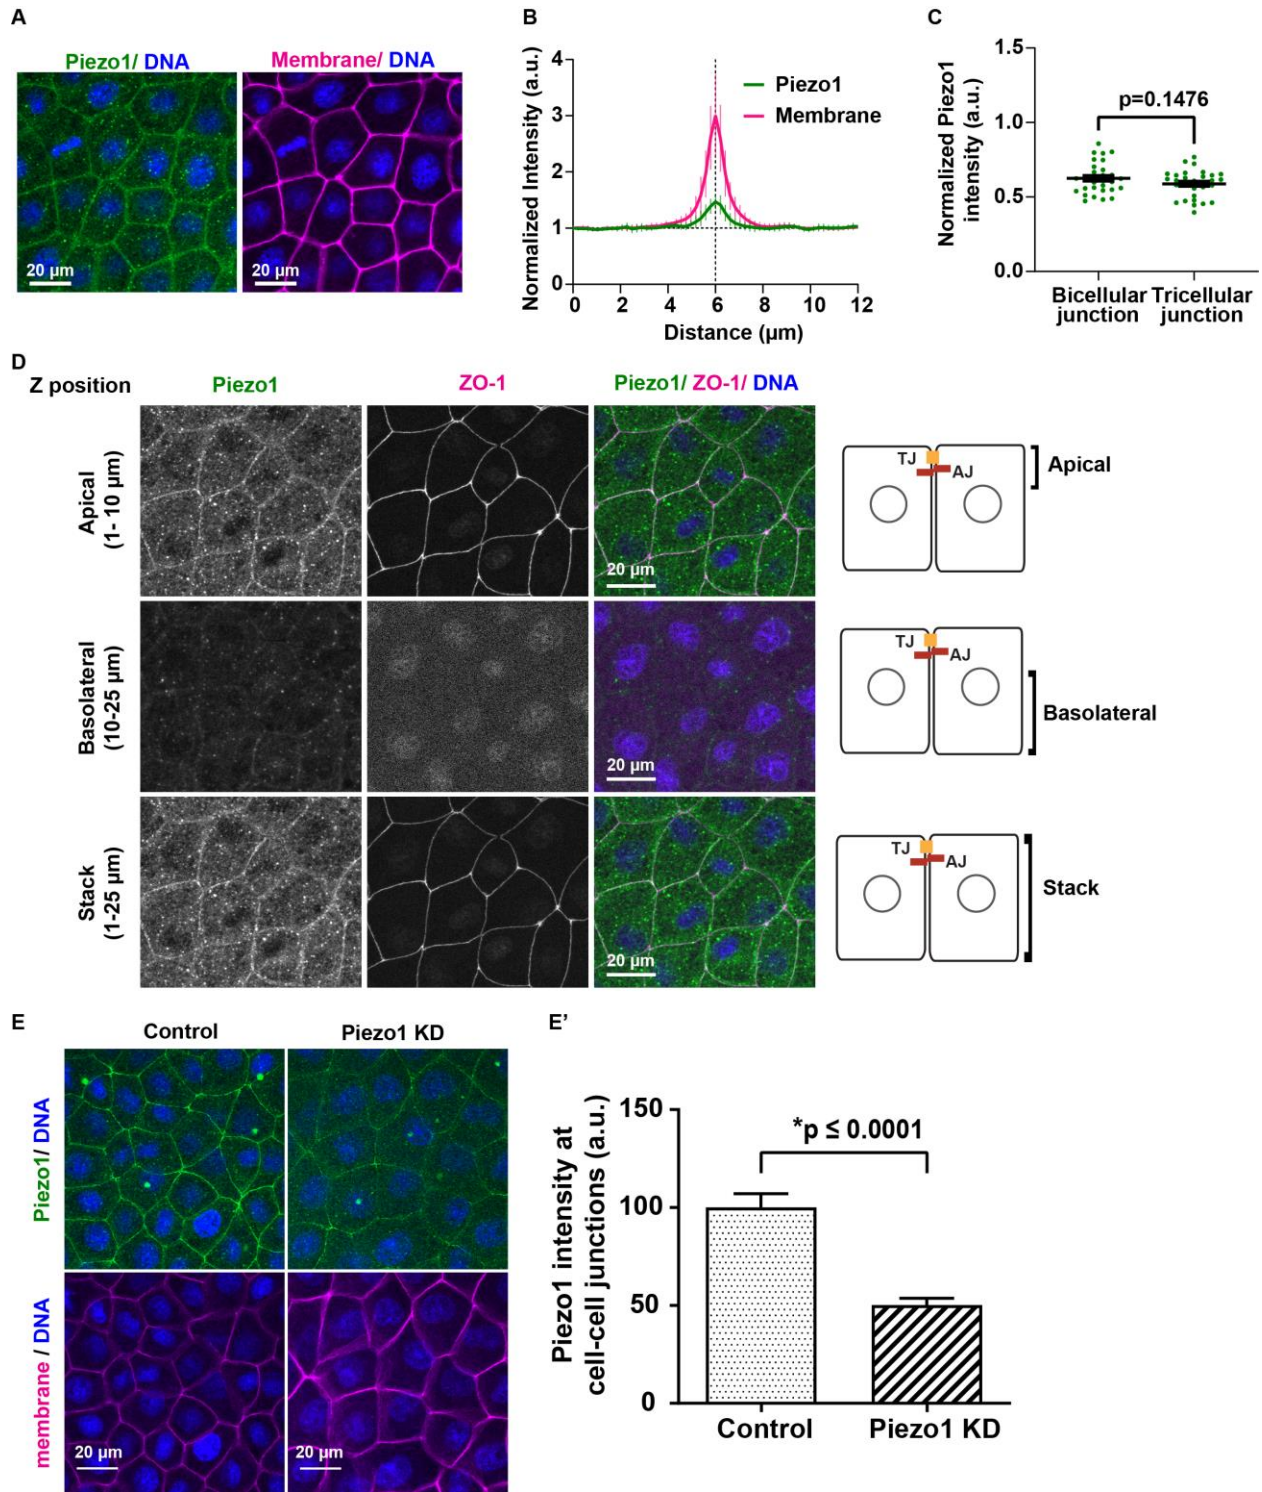 A
Piezo1/ DNA
Membrane/ DNA
20 µm
20 µm
B
Normalized Intensity (a.u.)
4
3
2
1
0
0 2 4 6 8 10 12
Distance (µm)
Piezo1
Membrane
C
Normalized Piezo1
intensity (a.u.)
1.5
1.0
0.5
0.0
p=0.1476
Bicellular
junction
Tricellular
junction
D
Z position
Piezo1
ZO-1
Piezo1/ ZO-1/ DNA
Apical
(1- 10 µm)
20 µm
TJ
AJ
Apical
Basolateral
(10-25 µm)
20 µm
TJ
AJ
Basolateral
Stack
(1-25 µm)
20 µm
TJ
AJ
Stack
E
Control
Piezo1 KD
Piezo1/ DNA
membrane / DNA
20 µm
20 µm
E’
Piezo1 intensity at
cell-cell junctions (a.u.)
150
100
50
0
*p ≤ 0.0001
Control
Piezo1 KD